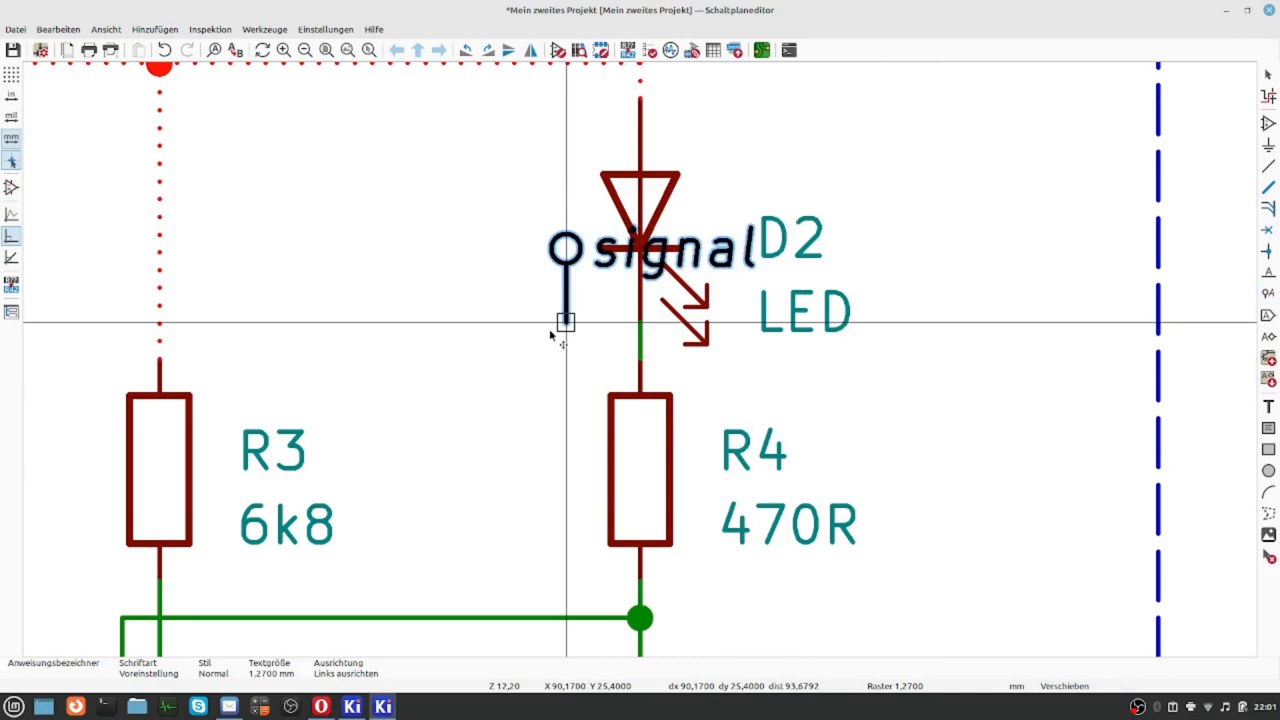 *Mein zweites Projekt [Mein zweites Projekt] — Schaltplaneditor
Datei Bearbeiten Ansicht Hinzufügen Inspektion Werkzeuge Einstellungen Hilfe
in
mil
mm
signal
D2
LED
R3
6k8
R4
470R
Anweisungsbezeichner Schriftart Stil Textgröße Ausrichtung
Voreinstellung Normal 1,2700 mm Links ausrichten
Z 12,20 X 90,1700 Y 25,4000 dx 90,1700 dy 25,4000 dist 93,6792 Raster 1,2700 mm Verschieben
Ki Ki 22:01